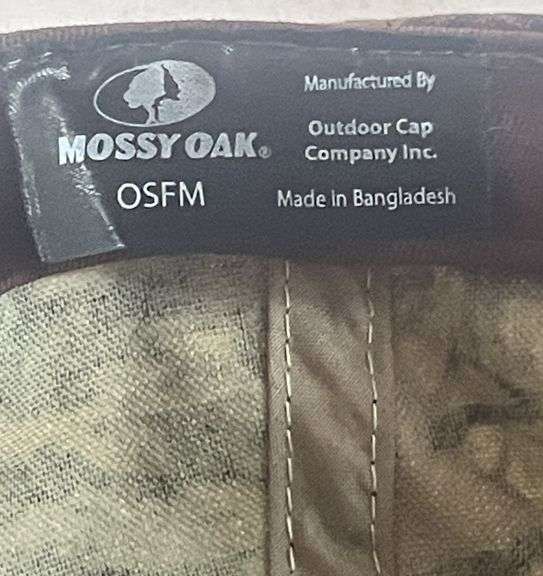 MOSSY OAK®
OSFM
Manufactured By
Outdoor Cap
Company Inc.
Made in Bangladesh